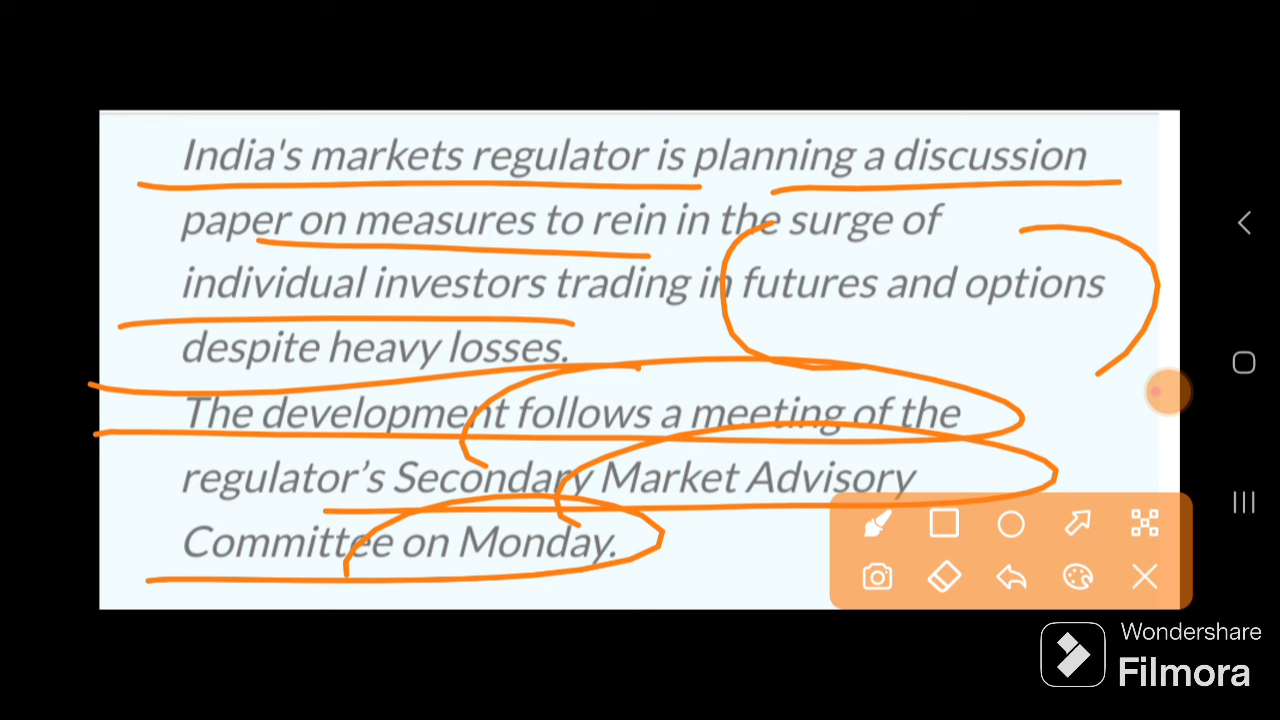 India's markets regulator is planning a discussion
paper on measures to rein in the surge of
individual investors trading in futures and options
despite heavy losses.
The development follows a meeting of the
regulator’s Secondary Market Advisory
Committee on Monday.
Wondershare
Filmora